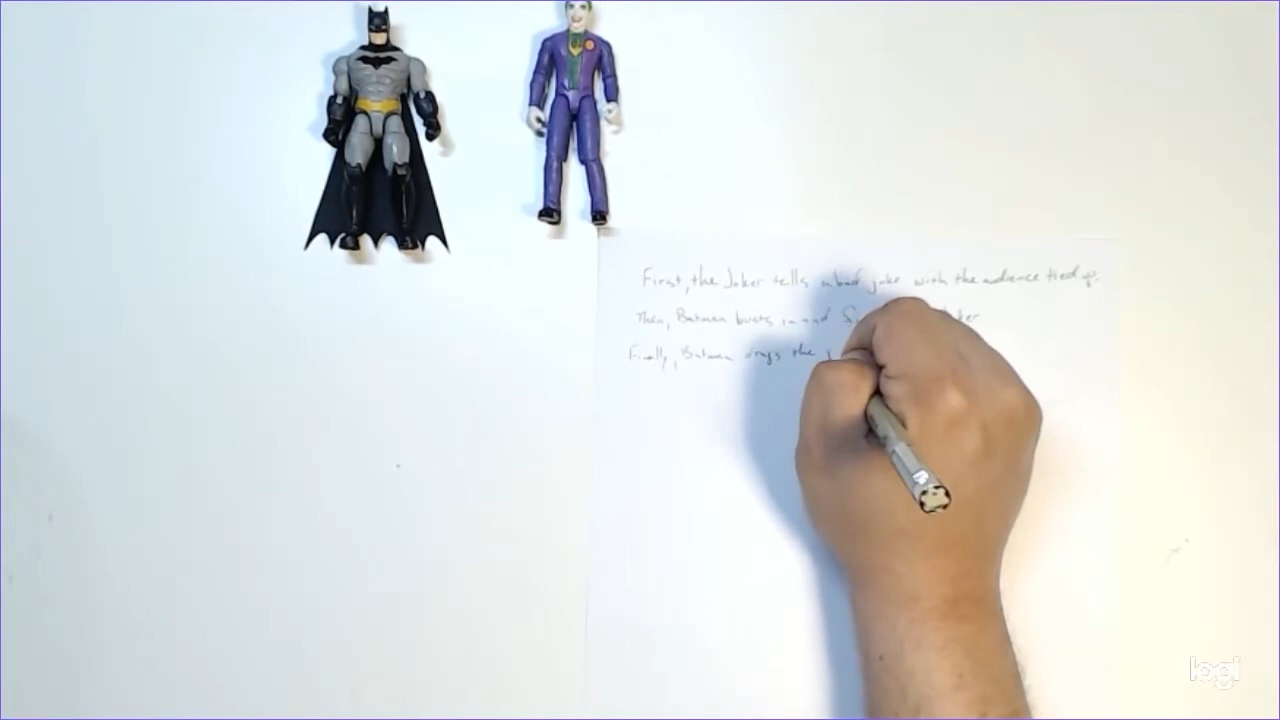 First, the Joker tells a bad joke with the audience tied up.
Then, Batman busts in and
Finally, Batman drags the
logi